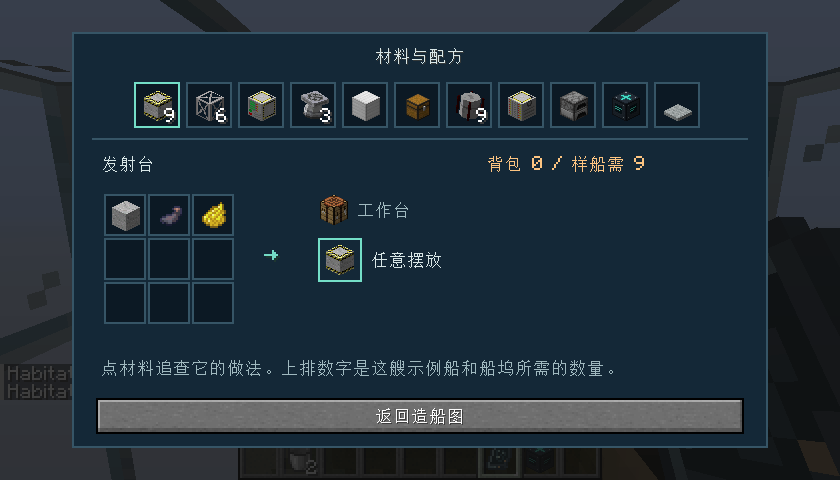 材料与配方
9 6 3 9
发射台
背包 0 / 样船需 9
工作台
任意摆放
点材料追查它的做法。上排数字是这艘示例船和船坞所需的数量。
Habitat
Habitat
返回造船图
2